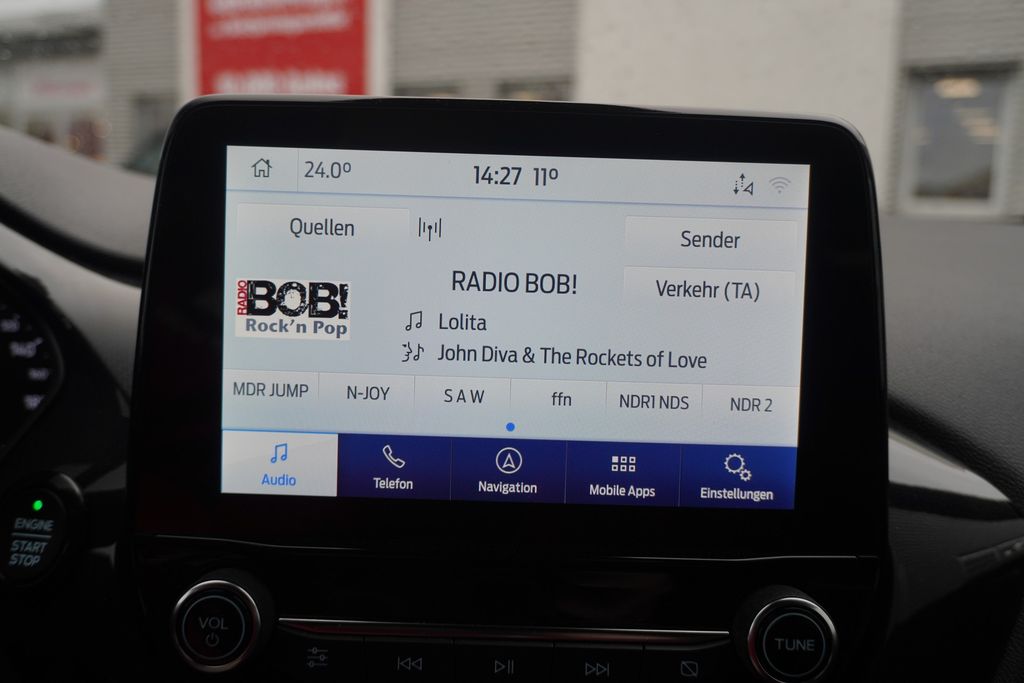 24.0°
14:27 11°
Quellen
Sender
RADIO BOB!
Verkehr (TA)
RADIO BOB!
Rock'n Pop
Lolita
John Diva & The Rockets of Love
MDR JUMP N-JOY S A W ffn NDR1 NDS NDR 2
Audio Telefon Navigation Mobile Apps Einstellungen
ENGINE
START
STOP
VOL
TUNE